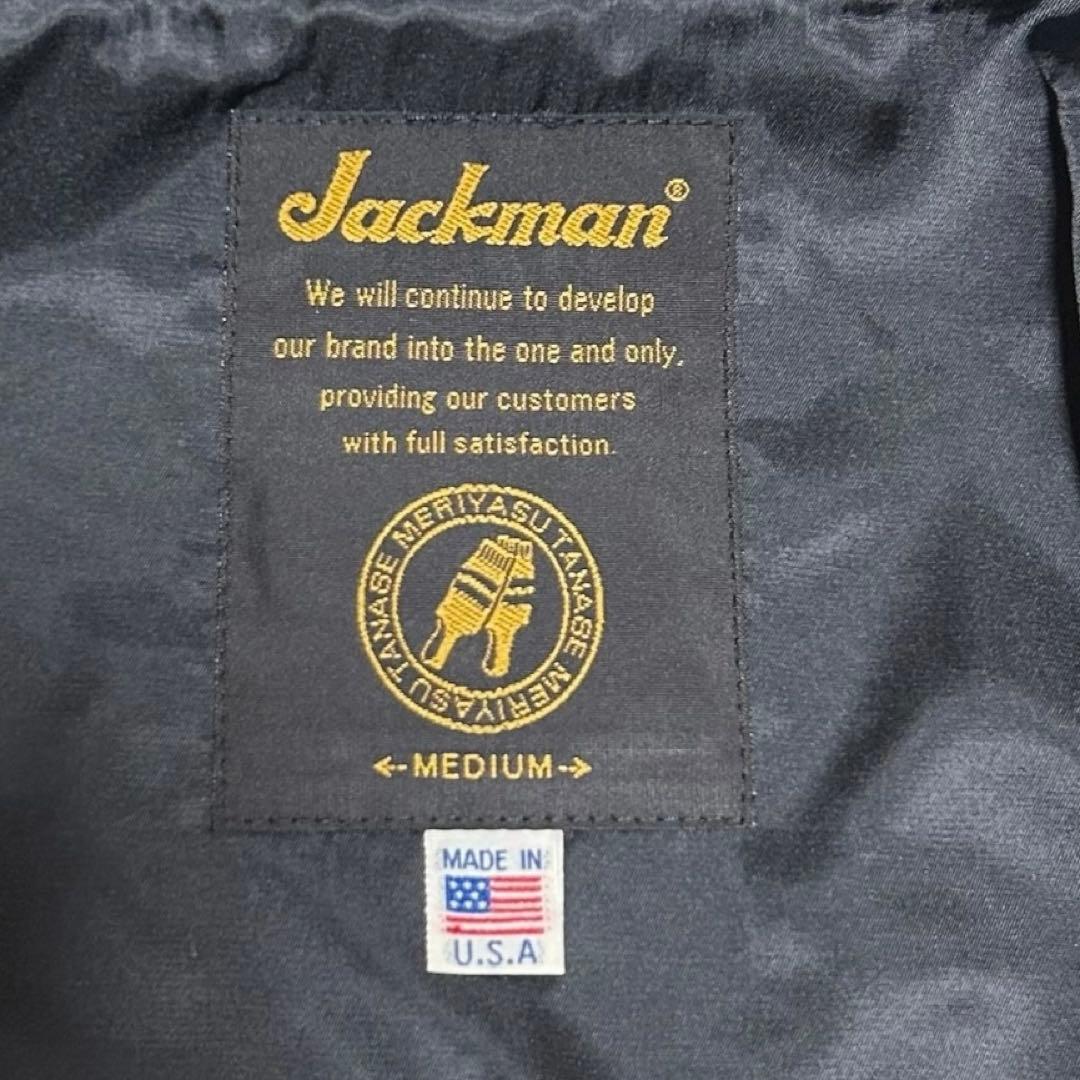 Jackman®
We will continue to develop
our brand into the one and only,
providing our customers
with full satisfaction.
MERIYASU TANASE MERIYASU TANASE
<-MEDIUM->
MADE IN
U.S.A